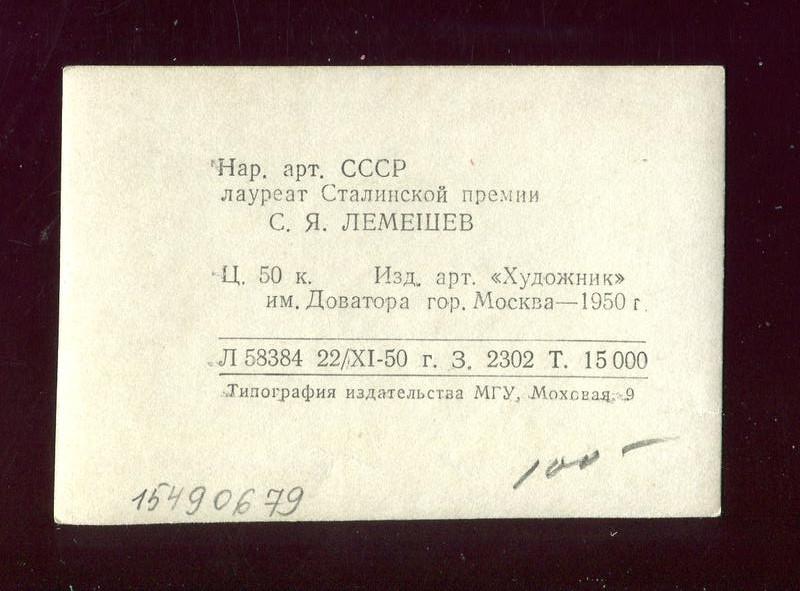 Нар. арт. СССР
лауреат Сталинской премии
С. Я. ЛЕМЕШЕВ
Ц. 50 к. Изд. арт. «Художник»
им. Доватора гор. Москва—1950 г.
Л 58384 22/XI-50 г. З. 2302 Т. 15 000
Типография издательства МГУ, Моховая, 9
100 -
15490679